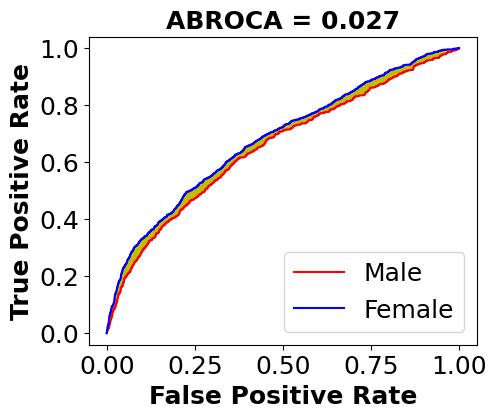 ABROCA = 0.027
True Positive Rate
1.0
0.8
0.6
0.4
0.2
0.0
Male
Female
0.00 0.25 0.50 0.75 1.00
False Positive Rate